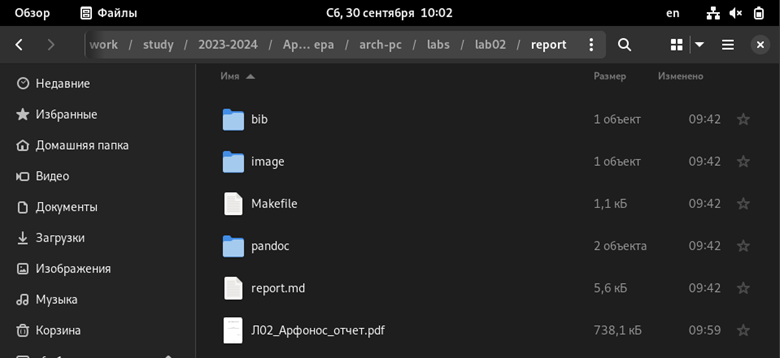 Обзор Файлы Сб, 30 сентября 10:02 en
work / study / 2023-2024 / Ар… ера / arch-pc / labs / lab02 / report
Недавние
Избранные
Домашняя папка
Видео
Документы
Загрузки
Изображения
Музыка
Корзина
Имя Размер Изменено
bib 1 объект 09:42
image 1 объект 09:42
Makefile 1,1 кБ 09:42
pandoc 2 объекта 09:42
report.md 5,6 кБ 09:42
Л02_Арфонос_отчет.pdf 738,1 кБ 09:59